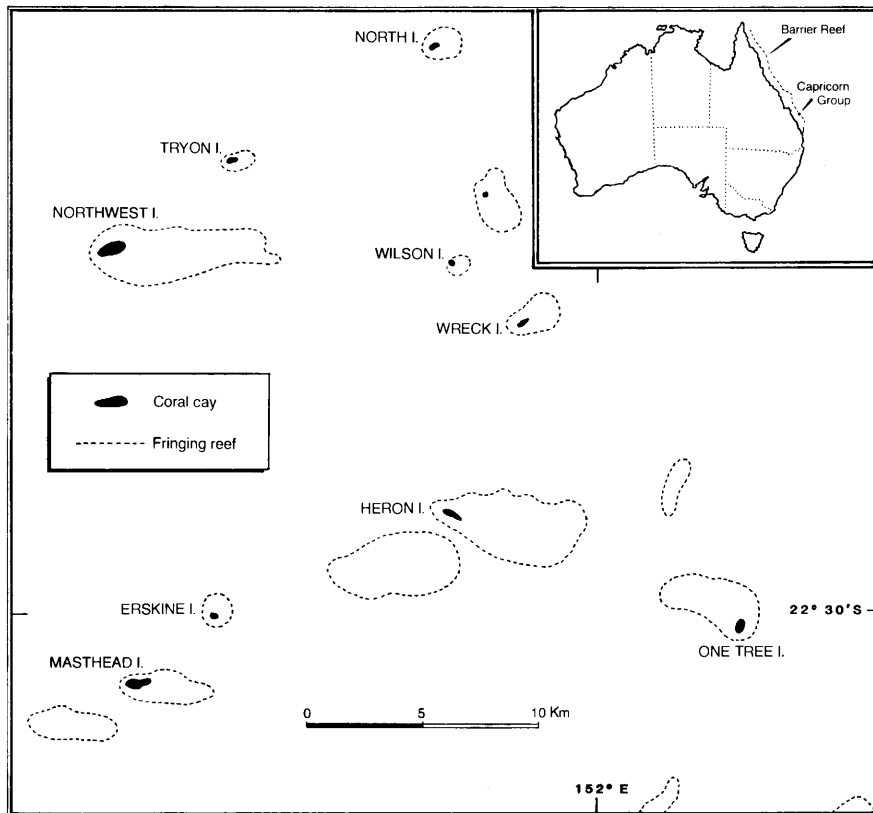 NORTH I.
Barrier Reef
Capricorn
Group
TRYON I.
NORTHWEST I.
WILSON I.
WRECK I.
Coral cay
Fringing reef
HERON I.
ERSKINE I.
22° 30'S
MASTHEAD I.
ONE TREE I.
0 5 10 Km
152° E